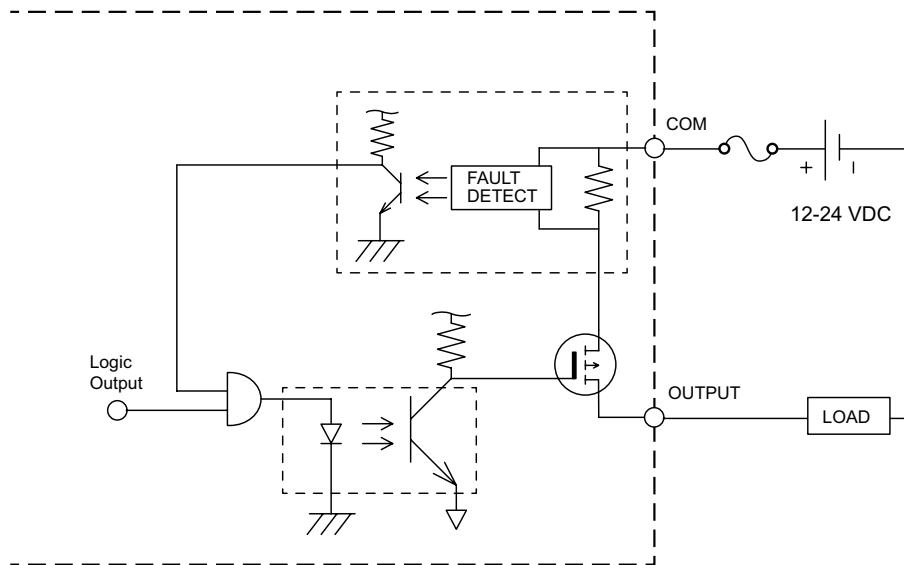 COM
FAULT
DETECT
+ −
12-24 VDC
Logic
Output
OUTPUT
LOAD